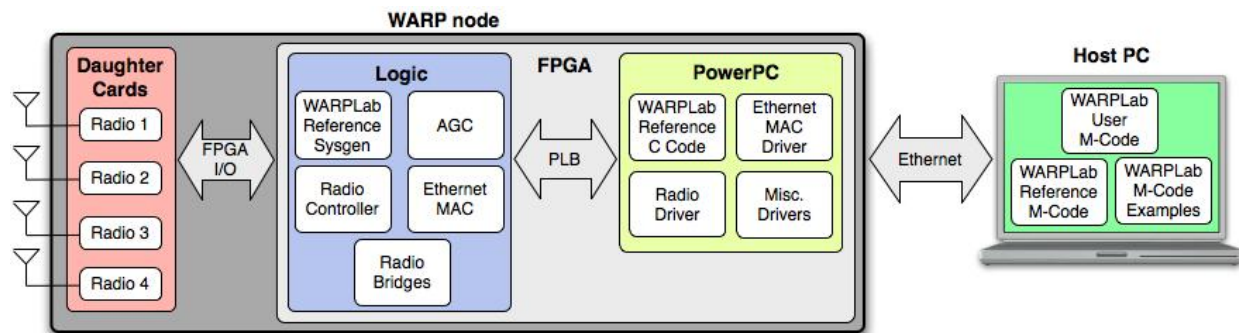 WARP node
Daughter
Cards
Radio 1
Radio 2
Radio 3
Radio 4
FPGA
I/O
FPGA
Logic
WARPLab
Reference
Sysgen
AGC
Radio
Controller
Ethernet
MAC
Radio
Bridges
PLB
PowerPC
WARPLab
Reference
C Code
Ethernet
MAC
Driver
Radio
Driver
Misc.
Drivers
Ethernet
Host PC
WARPLab
User
M-Code
WARPLab
Reference
M-Code
WARPLab
M-Code
Examples